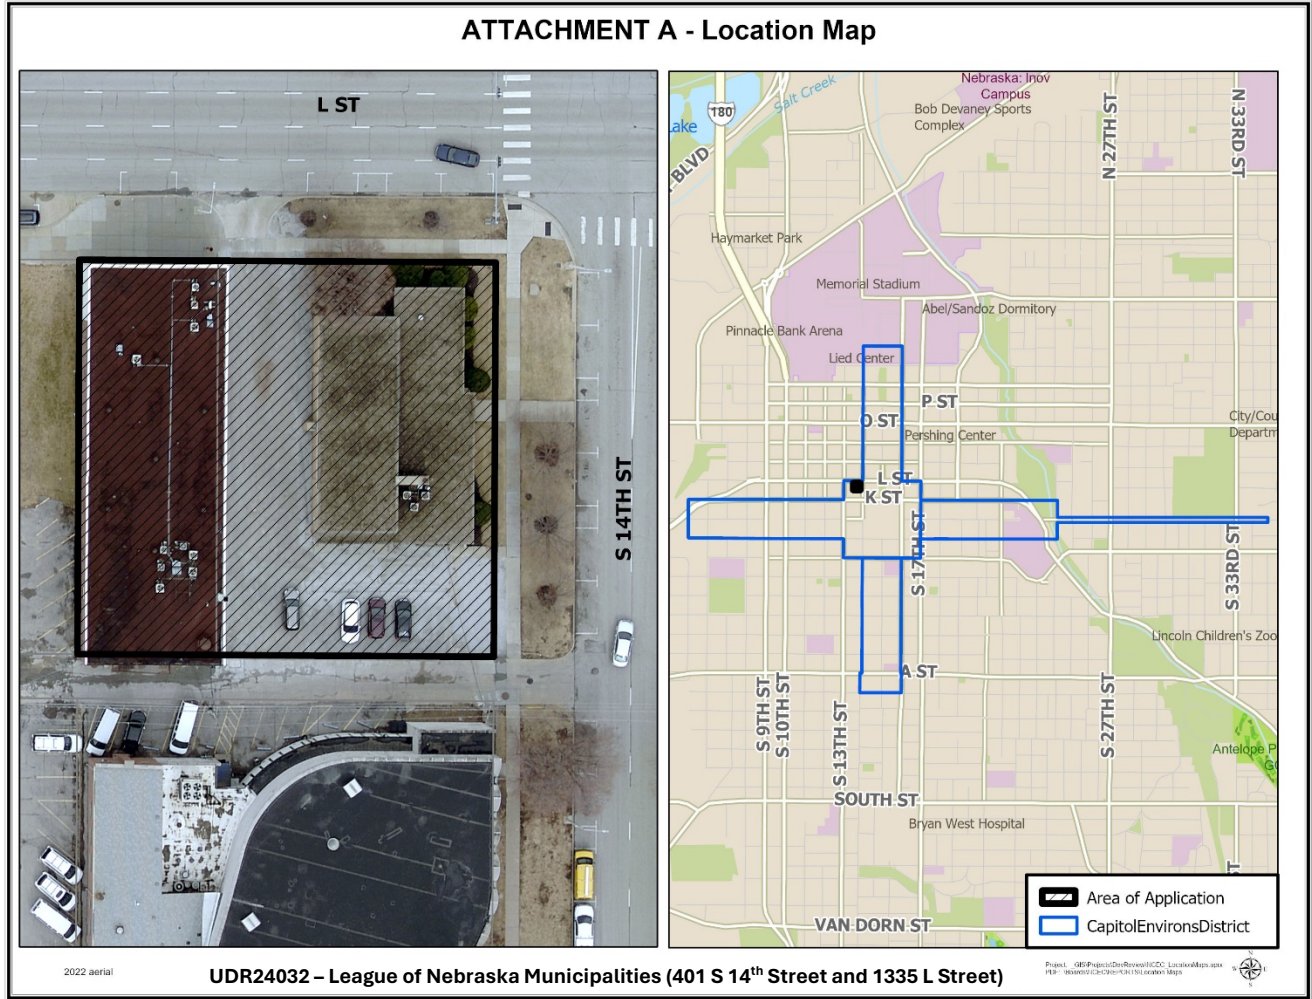 ATTACHMENT A - Location Map
L ST
S 14TH ST
2022 aerial
Nebraska: Inov
Campus
Salt Creek
180
Bob Devaney Sports
Complex
Lake
BLVD
N 27TH ST
N 33RD ST
Haymarket Park
Memorial Stadium
Abel/Sandoz Dormitory
Pinnacle Bank Arena
Lied Center
P ST
O ST
Pershing Center
City/Cou
Departm
L ST
K ST
S 17TH ST
S 33RD ST
Lincoln Children's Zoo
A ST
S 9TH ST
S 10TH ST
S 13TH ST
S 27TH ST
Antelope P
SOUTH ST
Bryan West Hospital
ST
VAN DORN ST
Area of Application
CapitolEnvironsDistrict
UDR24032 – League of Nebraska Municipalities (401 S 14th Street and 1335 L Street)